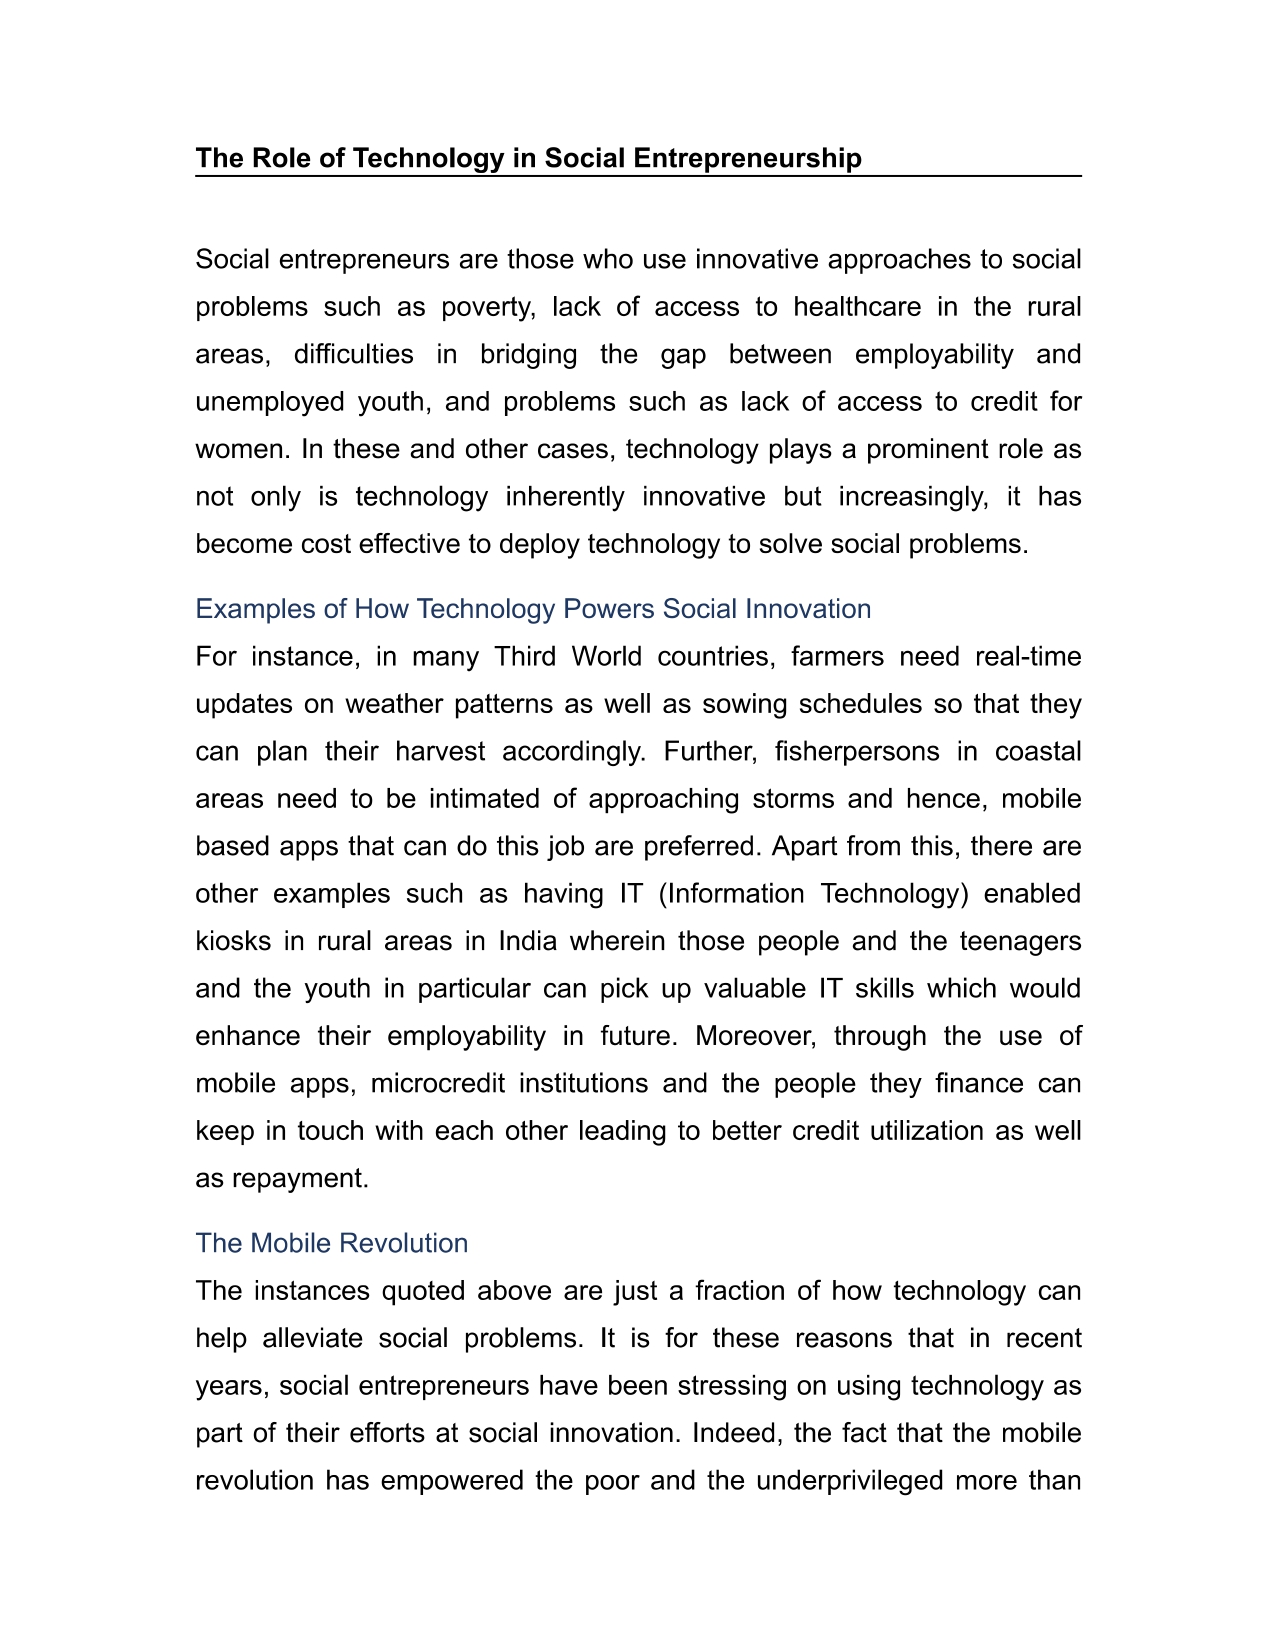 The Role of Technology in Social Entrepreneurship
Social entrepreneurs are those who use innovative approaches to social
problems such as poverty, lack of access to healthcare in the rural
areas, difficulties in bridging the gap between employability and
unemployed youth, and problems such as lack of access to credit for
women. In these and other cases, technology plays a prominent role as
not only is technology inherently innovative but increasingly, it has
become cost effective to deploy technology to solve social problems.
Examples of How Technology Powers Social Innovation
For instance, in many Third World countries, farmers need real-time
updates on weather patterns as well as sowing schedules so that they
can plan their harvest accordingly. Further, fisherpersons in coastal
areas need to be intimated of approaching storms and hence, mobile
based apps that can do this job are preferred. Apart from this, there are
other examples such as having IT (Information Technology) enabled
kiosks in rural areas in India wherein those people and the teenagers
and the youth in particular can pick up valuable IT skills which would
enhance their employability in future. Moreover, through the use of
mobile apps, microcredit institutions and the people they finance can
keep in touch with each other leading to better credit utilization as well
as repayment.
The Mobile Revolution
The instances quoted above are just a fraction of how technology can
help alleviate social problems. It is for these reasons that in recent
years, social entrepreneurs have been stressing on using technology as
part of their efforts at social innovation. Indeed, the fact that the mobile
revolution has empowered the poor and the underprivileged more than